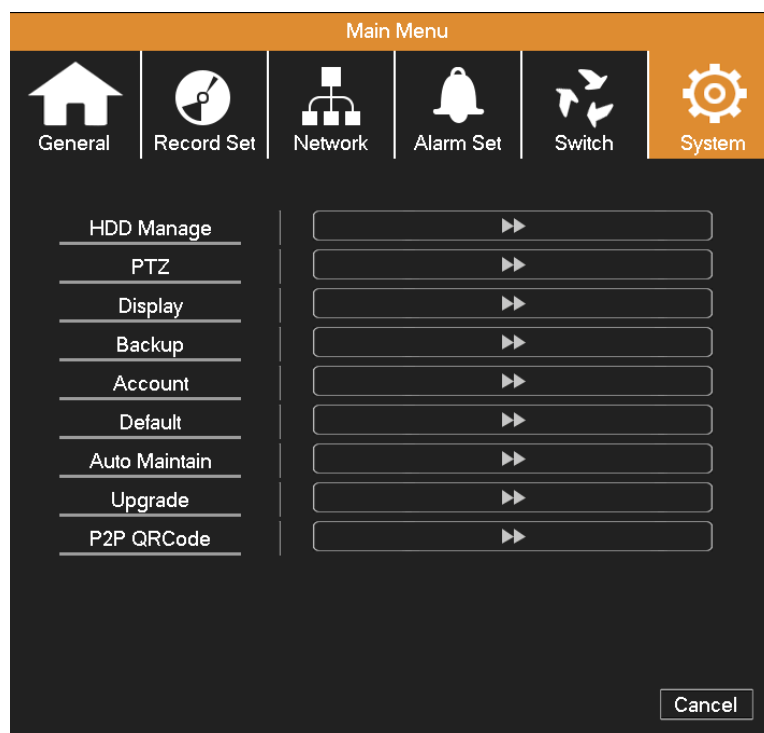 Main Menu
General Record Set Network Alarm Set Switch System
HDD Manage
PTZ
Display
Backup
Account
Default
Auto Maintain
Upgrade
P2P QRCode
Cancel